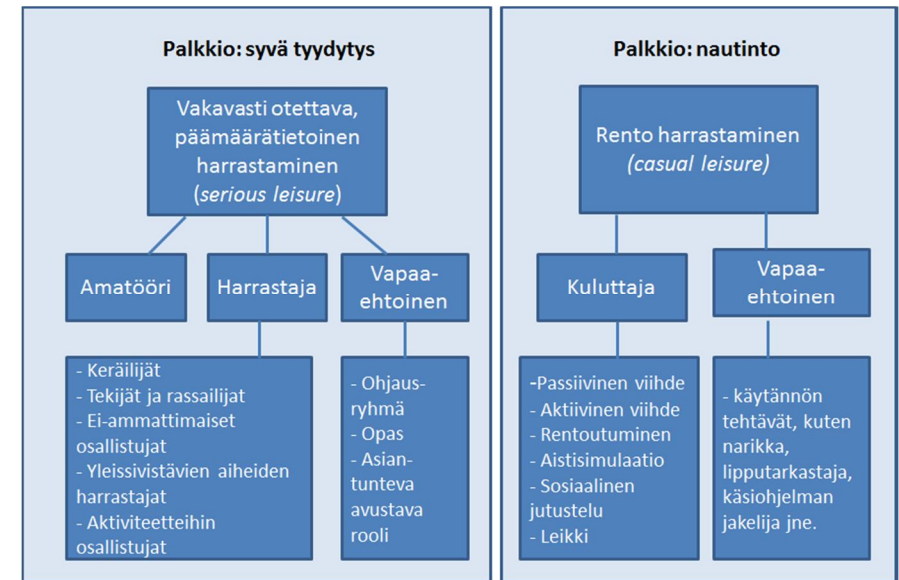 Palkkio: syvä tyydytys
Vakavasti otettava,
päämäärätietoinen
harrastaminen
(serious leisure)
Amatööri
Harrastaja
Vapaa-
ehtoinen
- Keräilijät
- Tekijät ja rassailijat
- Ei-ammattimaiset
osallistujat
- Yleissivistävien aiheiden
harrastajat
- Aktiviteetteihin
osallistujat
- Ohjaus-
ryhmä
- Opas
- Asian-
tunteva
avustava
rooli
Palkkio: nautinto
Rento harrastaminen
(casual leisure)
Kuluttaja
Vapaa-
ehtoinen
-Passiivinen viihde
- Aktiivinen viihde
- Rentoutuminen
- Aistisimulaatio
- Sosiaalinen
jutustelu
- Leikki
- käytännön
tehtävät, kuten
narikka,
lipputarkastaja,
käsiohjelman
jakelija jne.